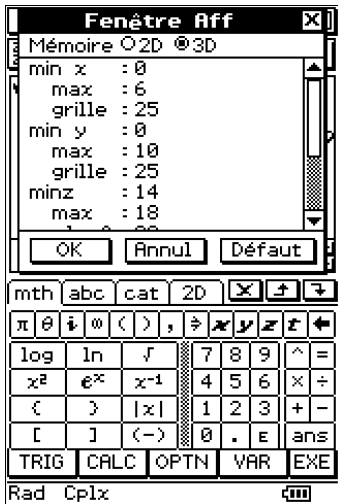 Fenêtre Aff X
Mémoire 2D 3D
min x :0
max :6
grille :25
min y :0
max :10
grille :25
minz :14
max :18
OK Annul Défaut
mth abc cat 2D
π θ i ∞ ( ) , ⇒ x y z t ←
log ln √ 7 8 9 ^ =
x² eˣ x⁻¹ 4 5 6 × ÷
{ } |x| 1 2 3 + −
[ ] (−) 0 . E ans
TRIG CALC OPTN VAR EXE
Rad Cplx